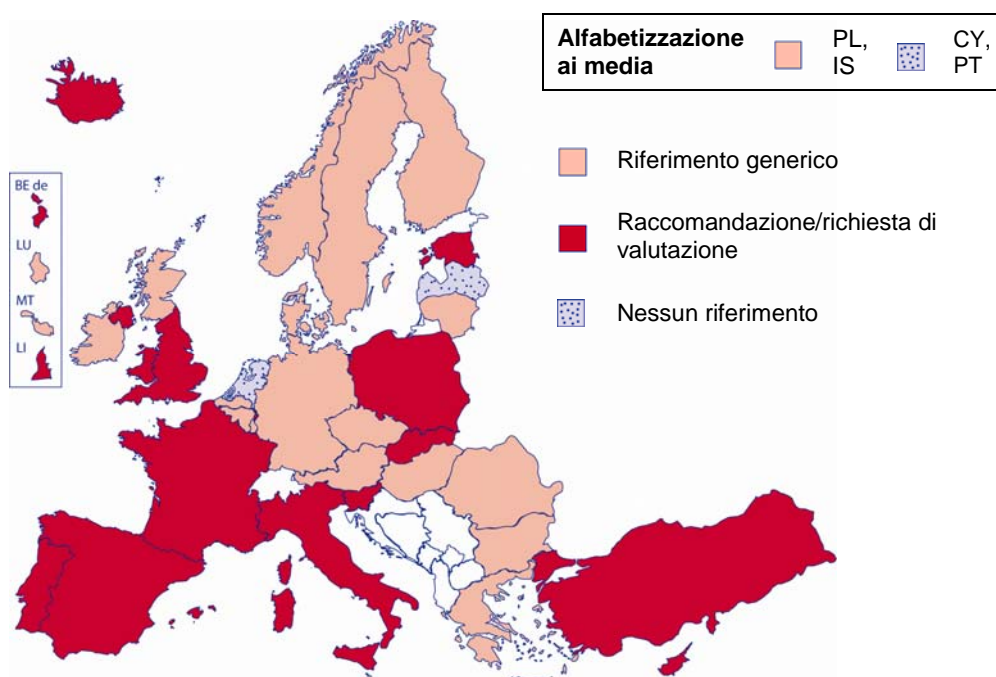 Alfabetizzazione
ai media
PL,
IS
CY,
PT
Riferimento generico
Raccomandazione/richiesta di
valutazione
Nessun riferimento
BE de
LU
MT
LI